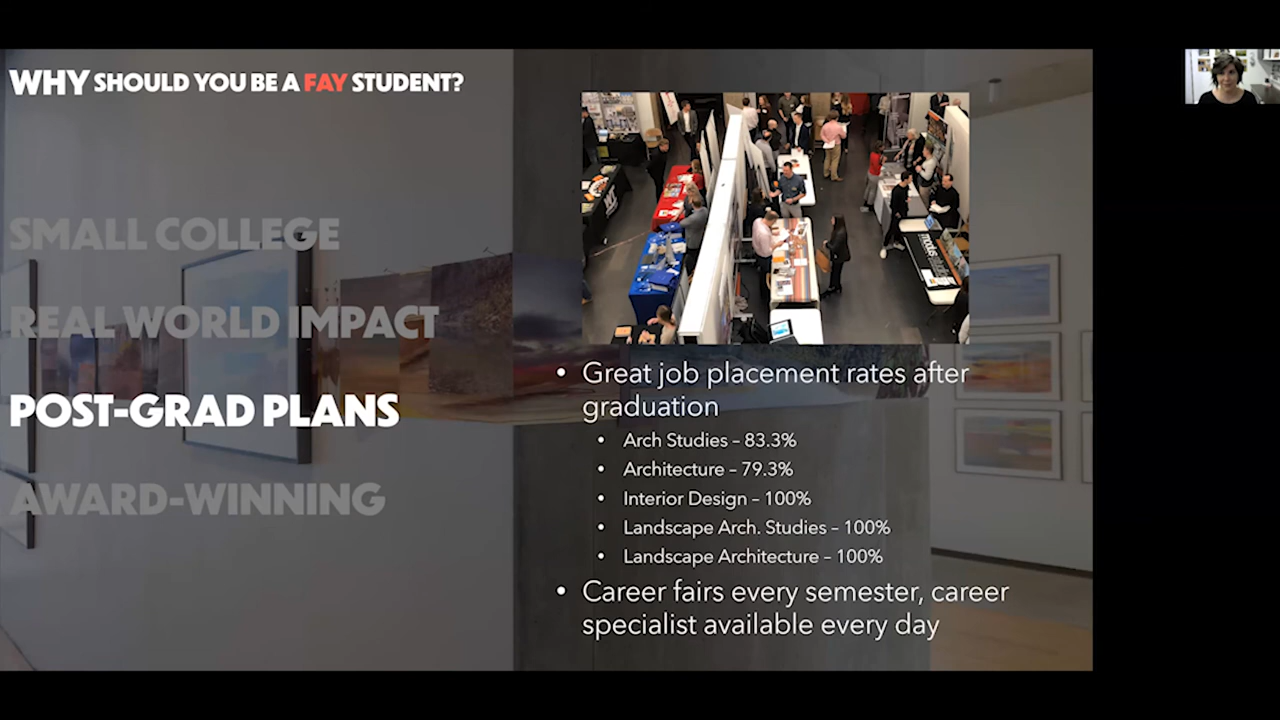 WHY SHOULD YOU BE A FAY STUDENT?
SMALL COLLEGE
REAL WORLD IMPACT
POST-GRAD PLANS
AWARD-WINNING
• Great job placement rates after
graduation
• Arch Studies – 83.3%
• Architecture – 79.3%
• Interior Design – 100%
• Landscape Arch. Studies – 100%
• Landscape Architecture – 100%
• Career fairs every semester, career
specialist available every day